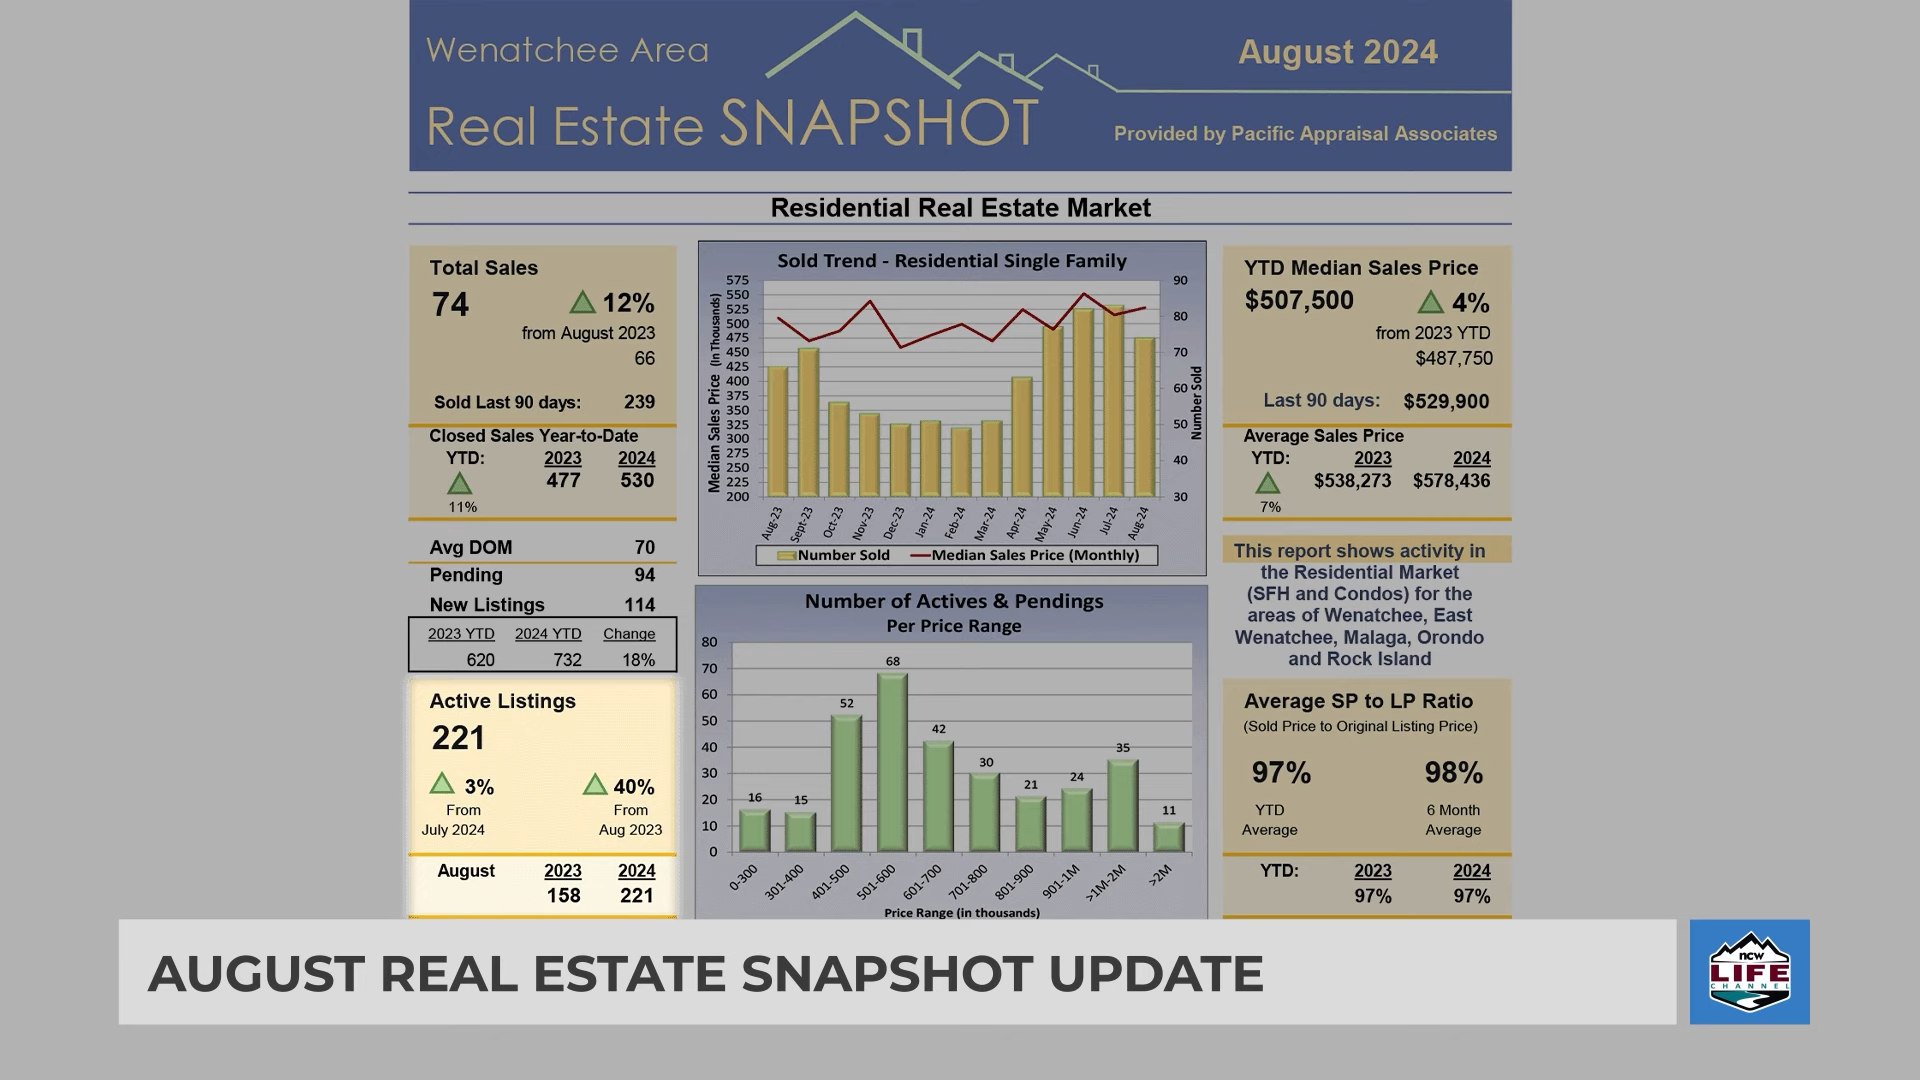 Wenatchee Area
August 2024
Real Estate SNAPSHOT
Provided by Pacific Appraisal Associates
Residential Real Estate Market
Total Sales
74 12%
from August 2023
66
Sold Last 90 days: 239
Closed Sales Year-to-Date
YTD: 2023 2024
477 530
11%
Avg DOM 70
Pending 94
New Listings 114
2023 YTD 2024 YTD Change
620 732 18%
Active Listings
221
3% 40%
From From
July 2024 Aug 2023
August 2023 2024
158 221
Sold Trend - Residential Single Family
Median Sales Price (In Thousands)
575
550
525
500
475
450
425
400
375
350
325
300
275
250
225
200
90
80
70
60
50
40
30
Number Sold
Aug-23 Sept-23 Oct-23 Nov-23 Dec-23 Jan-24 Feb-24 Mar-24 Apr-24 May-24 Jun-24 Jul-24 Aug-24
Number Sold Median Sales Price (Monthly)
Number of Actives & Pendings
Per Price Range
80
70
60
50
40
30
20
10
0
16 15 52 68 42 30 21 24 35 11
0-300 301-400 401-500 501-600 601-700 701-800 801-900 901-1M >1M-2M >2M
Price Range (in thousands)
YTD Median Sales Price
$507,500 4%
from 2023 YTD
$487,750
Last 90 days: $529,900
Average Sales Price
YTD: 2023 2024
$538,273 $578,436
7%
This report shows activity in
the Residential Market
(SFH and Condos) for the
areas of Wenatchee, East
Wenatchee, Malaga, Orondo
and Rock Island
Average SP to LP Ratio
(Sold Price to Original Listing Price)
97% 98%
YTD 6 Month
Average Average
YTD: 2023 2024
97% 97%
AUGUST REAL ESTATE SNAPSHOT UPDATE
ncw
LIFE
CHANNEL